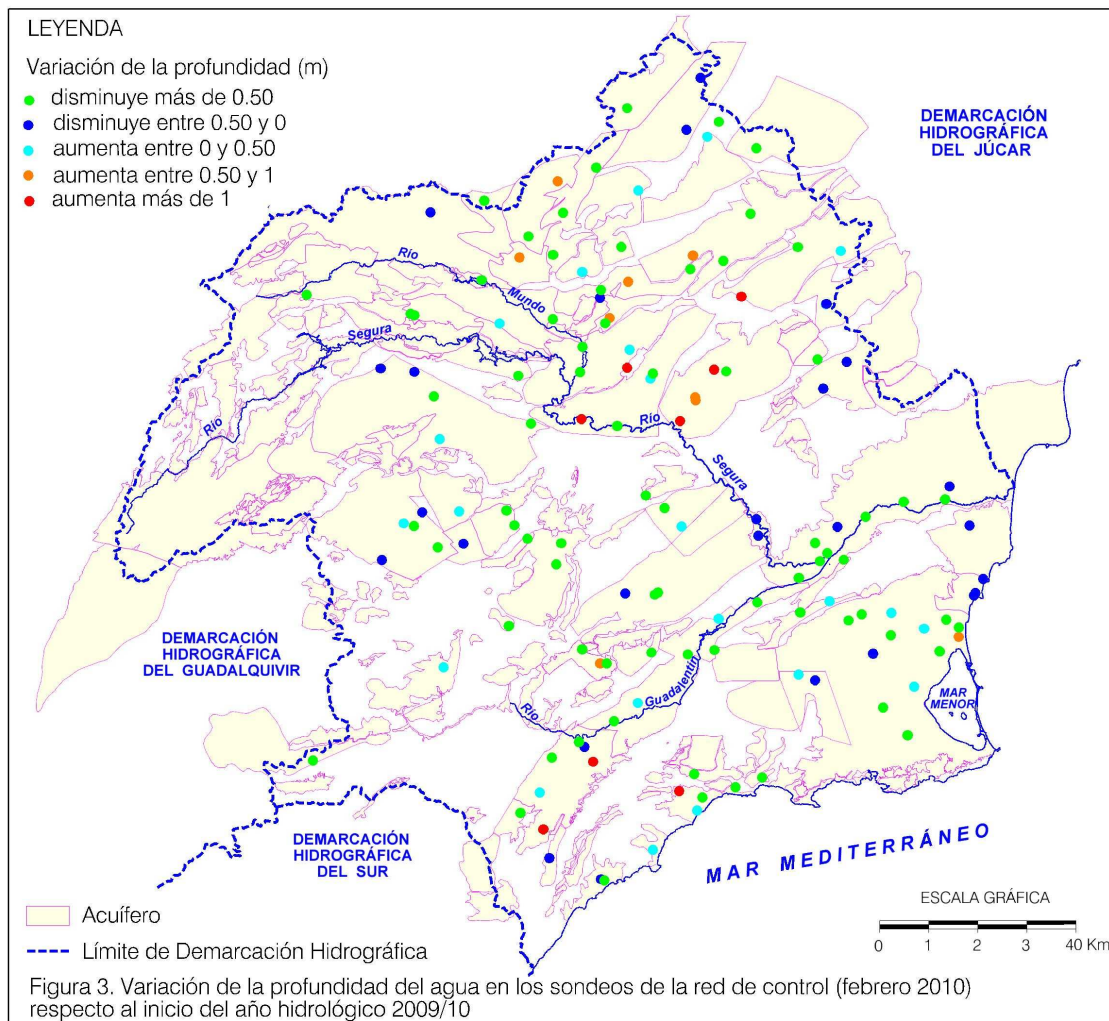 LEYENDA
Variación de la profundidad (m)
disminuye más de 0.50
disminuye entre 0.50 y 0
aumenta entre 0 y 0.50
aumenta entre 0.50 y 1
aumenta más de 1
DEMARCACIÓN
HIDROGRÁFICA
DEL JÚCAR
Río
Mundo
Segura
Río
Río
Segura
DEMARCACIÓN
HIDROGRÁFICA
DEL GUADALQUIVIR
Guadalentín
Río
MAR
MENOR
DEMARCACIÓN
HIDROGRÁFICA
DEL SUR
MAR MEDITERRÁNEO
Acuífero
Límite de Demarcación Hidrográfica
ESCALA GRÁFICA
0 1 2 3 40 Km
Figura 3. Variación de la profundidad del agua en los sondeos de la red de control (febrero 2010)
respecto al inicio del año hidrológico 2009/10